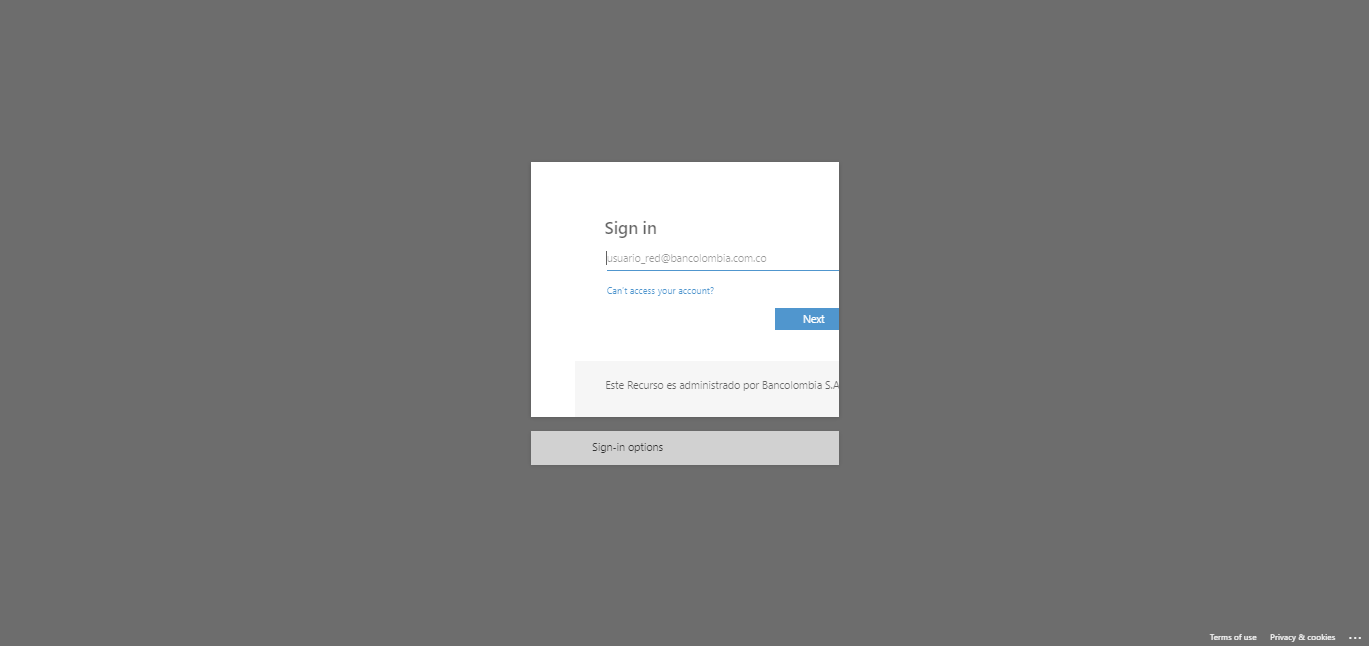 Sign in
usuario_red@bancolombia.com.co
Can't access your account?
Next
Este Recurso es administrado por Bancolombia S.A
Sign-in options
Terms of use Privacy & cookies ...